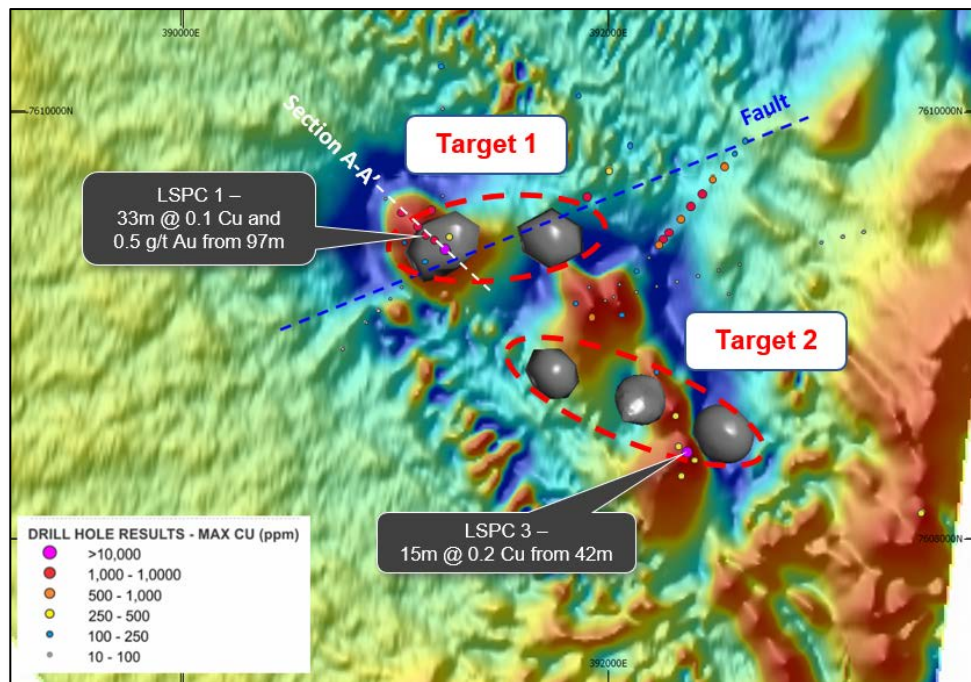 390000E
392000E
7610000N
7610000N
Section A-A'
Target 1
Fault
LSPC 1 –
33m @ 0.1 Cu and
0.5 g/t Au from 97m
Target 2
LSPC 3 –
15m @ 0.2 Cu from 42m
7608000N
DRILL HOLE RESULTS - MAX CU (ppm)
>10,000
1,000 - 1,0000
500 - 1,000
250 - 500
100 - 250
10 - 100
392000E